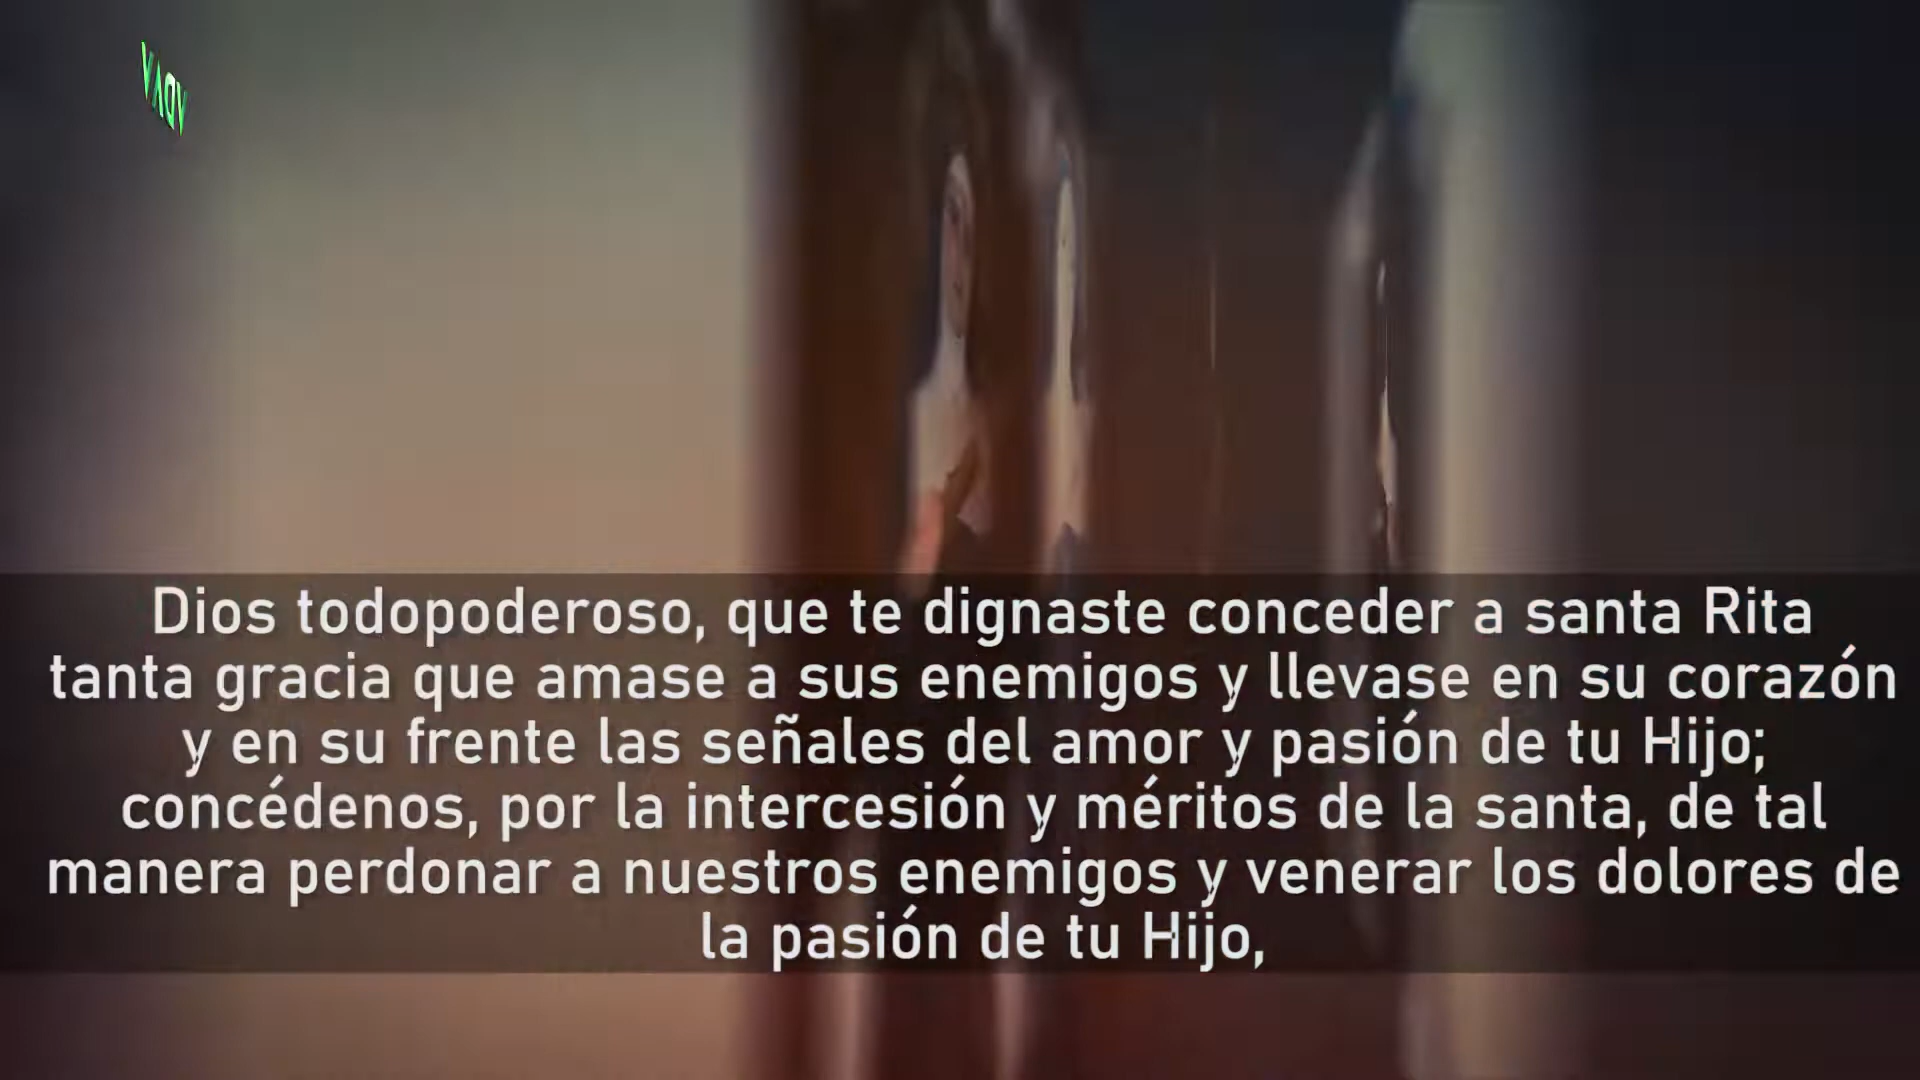 Dios todopoderoso, que te dignaste conceder a santa Rita
tanta gracia que amase a sus enemigos y llevase en su corazón
y en su frente las señales del amor y pasión de tu Hijo;
concédenos, por la intercesión y méritos de la santa, de tal
manera perdonar a nuestros enemigos y venerar los dolores de
la pasión de tu Hijo,